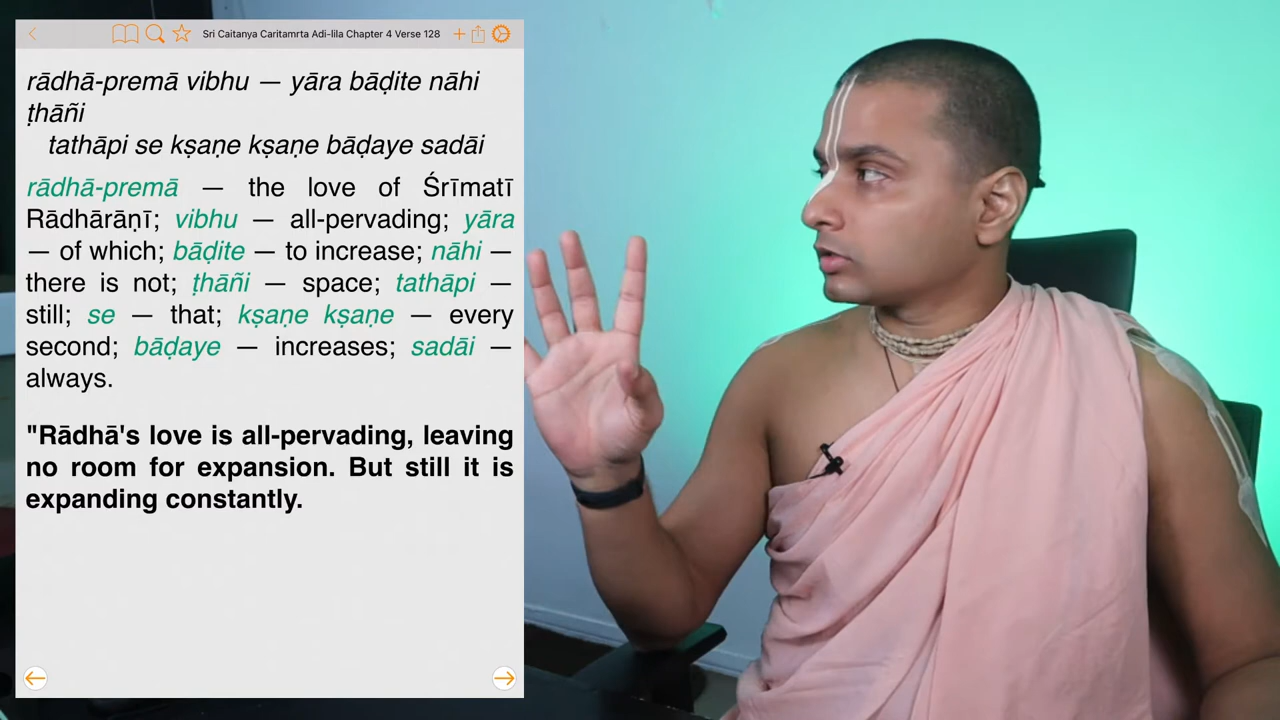 Sri Caitanya Caritamrta Adi-lila Chapter 4 Verse 128
rādhā-premā vibhu — yāra bāḍite nāhi
ṭhāñi
tathāpi se kṣaṇe kṣaṇe bāḍaye sadāi
rādhā-premā — the love of Śrīmatī
Rādhārāṇī; vibhu — all-pervading; yāra
— of which; bāḍite — to increase; nāhi —
there is not; ṭhāñi — space; tathāpi —
still; se — that; kṣaṇe kṣaṇe — every
second; bāḍaye — increases; sadāi —
always.
"Rādhā's love is all-pervading, leaving
no room for expansion. But still it is
expanding constantly.